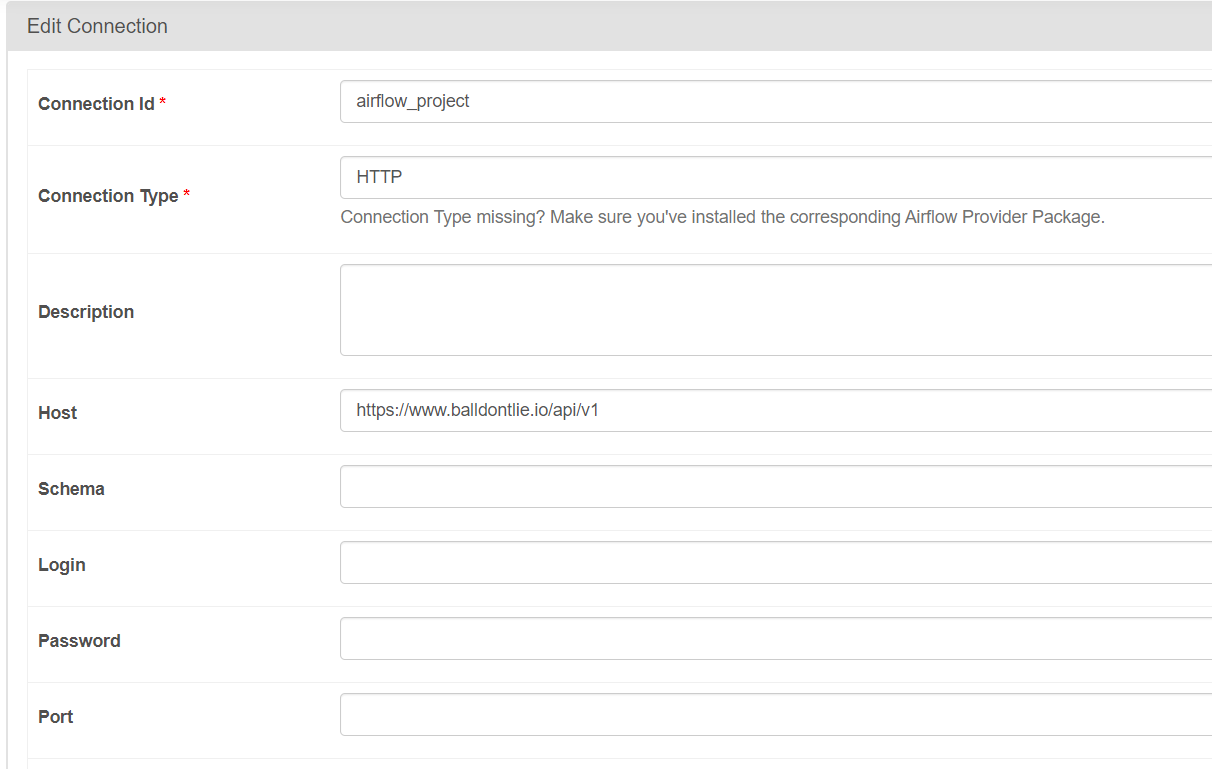 Edit Connection
Connection Id *
airflow_project
Connection Type *
HTTP
Connection Type missing? Make sure you've installed the corresponding Airflow Provider Package.
Description
Host
https://www.balldontlie.io/api/v1
Schema
Login
Password
Port